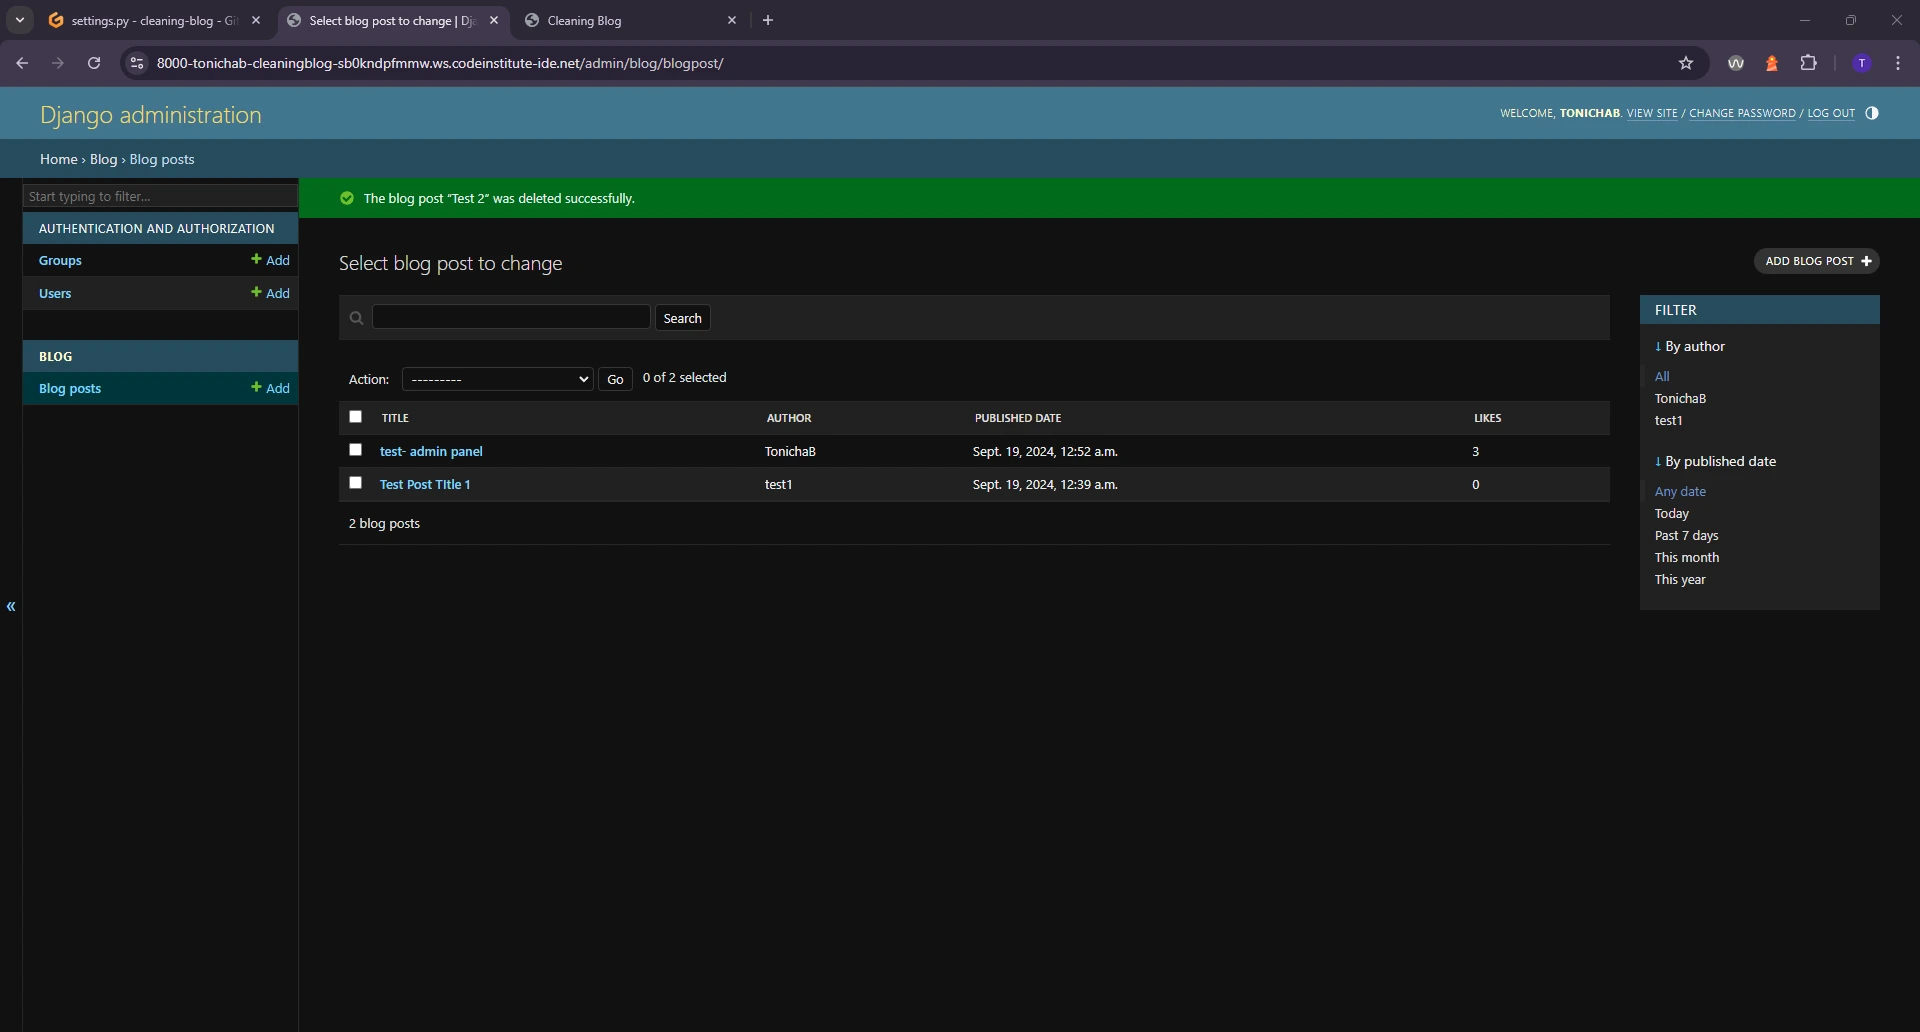 settings.py - cleaning-blog - Gi
Select blog post to change | Dja
Cleaning Blog
8000-tonichab-cleaningblog-sb0kndpfmmw.ws.codeinstitute-ide.net/admin/blog/blogpost/
T
Django administration
WELCOME, TONICHAB. VIEW SITE / CHANGE PASSWORD / LOG OUT
Home › Blog › Blog posts
Start typing to filter...
AUTHENTICATION AND AUTHORIZATION
Groups + Add
Users + Add
BLOG
Blog posts + Add
«
The blog post “Test 2” was deleted successfully.
Select blog post to change
ADD BLOG POST +
Search
Action: --------- Go 0 of 2 selected
TITLE AUTHOR PUBLISHED DATE LIKES
test- admin panel TonichaB Sept. 19, 2024, 12:52 a.m. 3
Test Post TItle 1 test1 Sept. 19, 2024, 12:39 a.m. 0
2 blog posts
FILTER
↓ By author
All
TonichaB
test1
↓ By published date
Any date
Today
Past 7 days
This month
This year